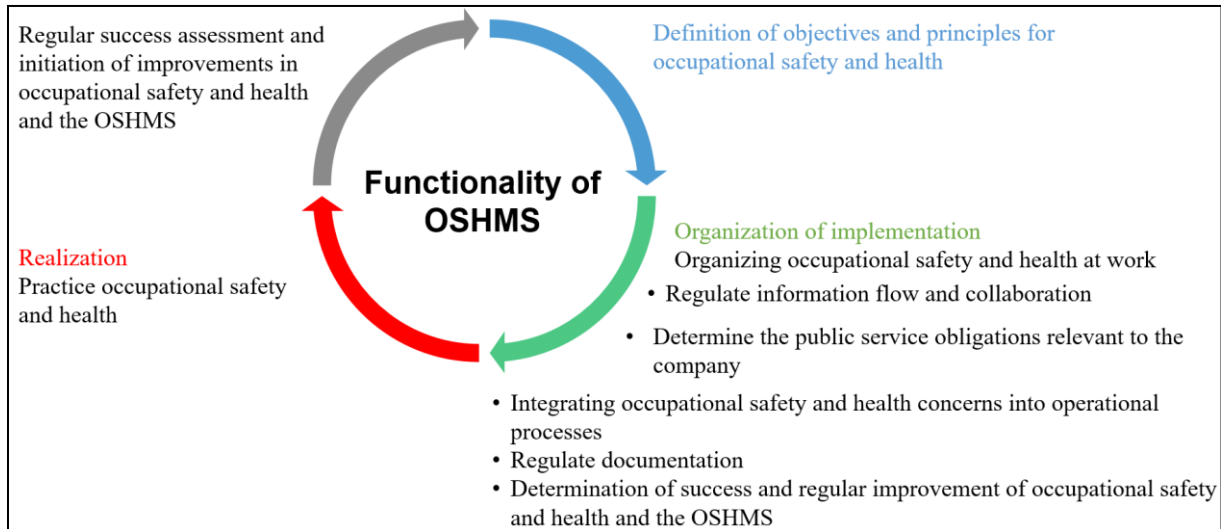 Regular success assessment and
initiation of improvements in
occupational safety and health
and the OSHMS
Definition of objectives and principles for
occupational safety and health
Functionality of
OSHMS
Realization
Practice occupational safety
and health
Organization of implementation
Organizing occupational safety and health at work
• Regulate information flow and collaboration
• Determine the public service obligations relevant to the
company
• Integrating occupational safety and health concerns into operational
processes
• Regulate documentation
• Determination of success and regular improvement of occupational safety
and health and the OSHMS